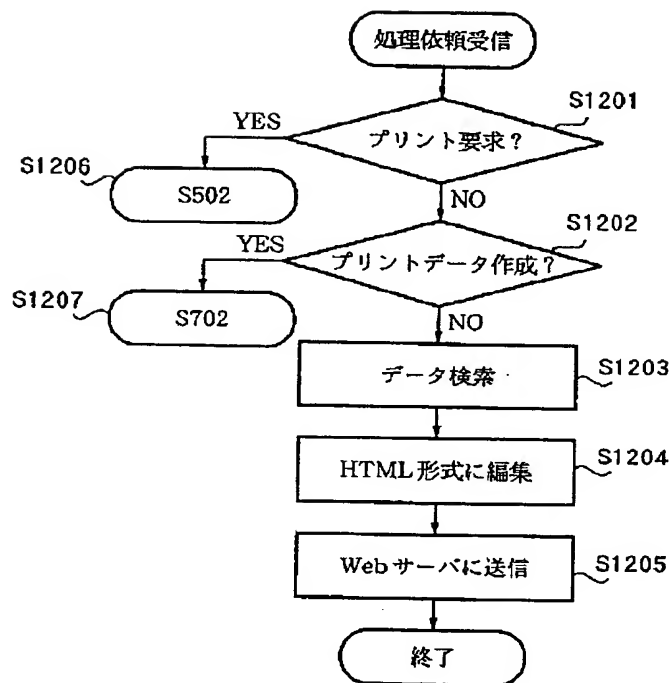 処理依頼受信
S1201
YES
プリント要求?
S1206
S502
NO
S1202
YES
プリントデータ作成?
S1207
S702
NO
データ検索
S1203
HTML形式に編集
S1204
Webサーバに送信
S1205
終了